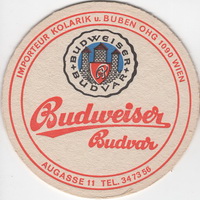 IMPORTEUR KOLARIK u. BUBEN OHG 1090 WIEN
BUDWEISER
BUDVAR
B
Budweiser
Budvar
AUGASSE 11 TEL. 34 73 56